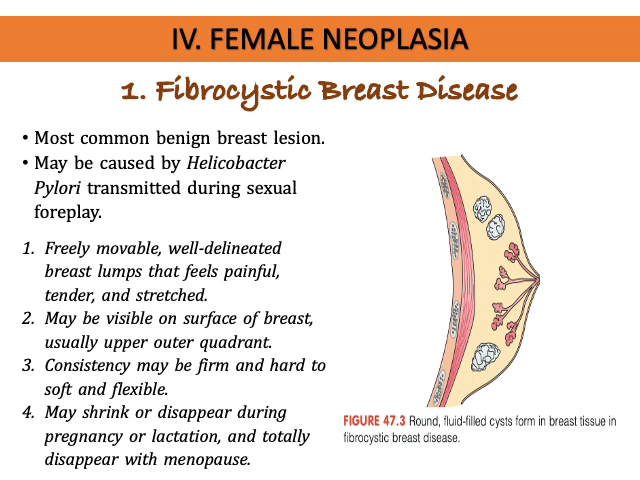 IV. FEMALE NEOPLASIA
1. Fibrocystic Breast Disease
• Most common benign breast lesion.
• May be caused by Helicobacter
Pylori transmitted during sexual
foreplay.
1. Freely movable, well-delineated
breast lumps that feels painful,
tender, and stretched.
2. May be visible on surface of breast,
usually upper outer quadrant.
3. Consistency may be firm and hard to
soft and flexible.
4. May shrink or disappear during
pregnancy or lactation, and totally
disappear with menopause.
FIGURE 47.3 Round, fluid-filled cysts form in breast tissue in
fibrocystic breast disease.